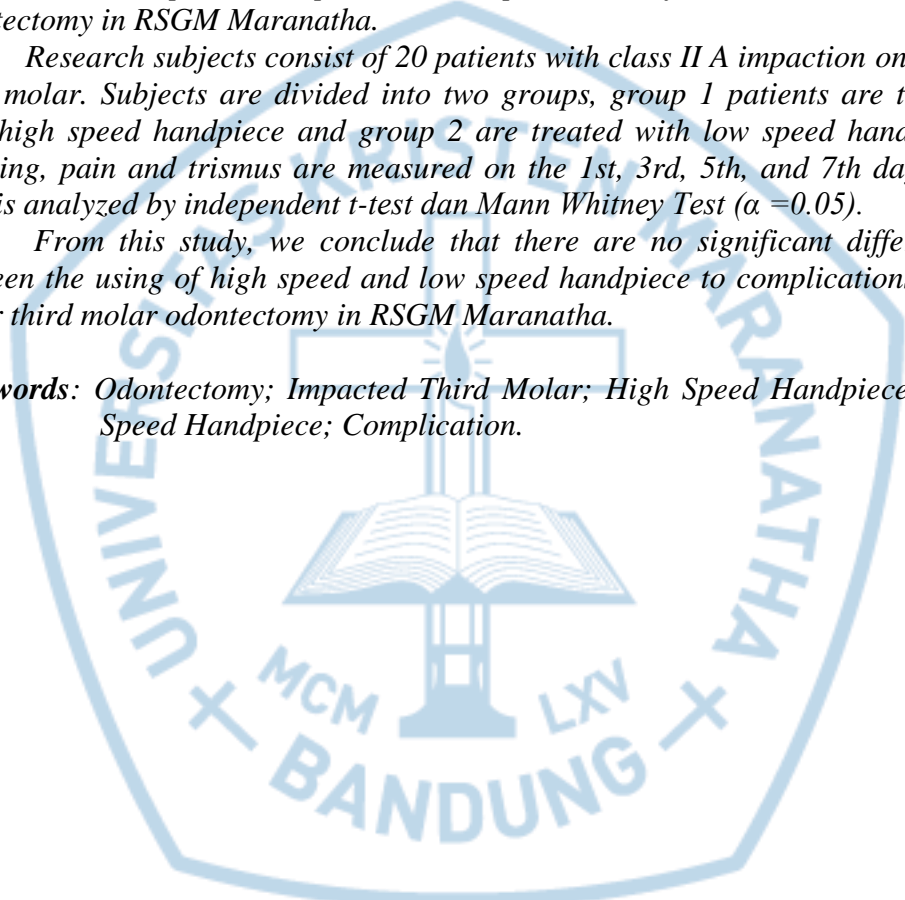 tectomy in RSGM Maranatha.
Research subjects consist of 20 patients with class II A impaction on
molar. Subjects are divided into two groups, group 1 patients are t
high speed handpiece and group 2 are treated with low speed hand
ing, pain and trismus are measured on the 1st, 3rd, 5th, and 7th da
is analyzed by independent t-test dan Mann Whitney Test (α =0.05).
From this study, we conclude that there are no significant diffe
een the using of high speed and low speed handpiece to complication
r third molar odontectomy in RSGM Maranatha.
words: Odontectomy; Impacted Third Molar; High Speed Handpiece
Speed Handpiece; Complication.
UNIVERSITAS KRISTEN MARANATHA
MCM LXV
BANDUNG